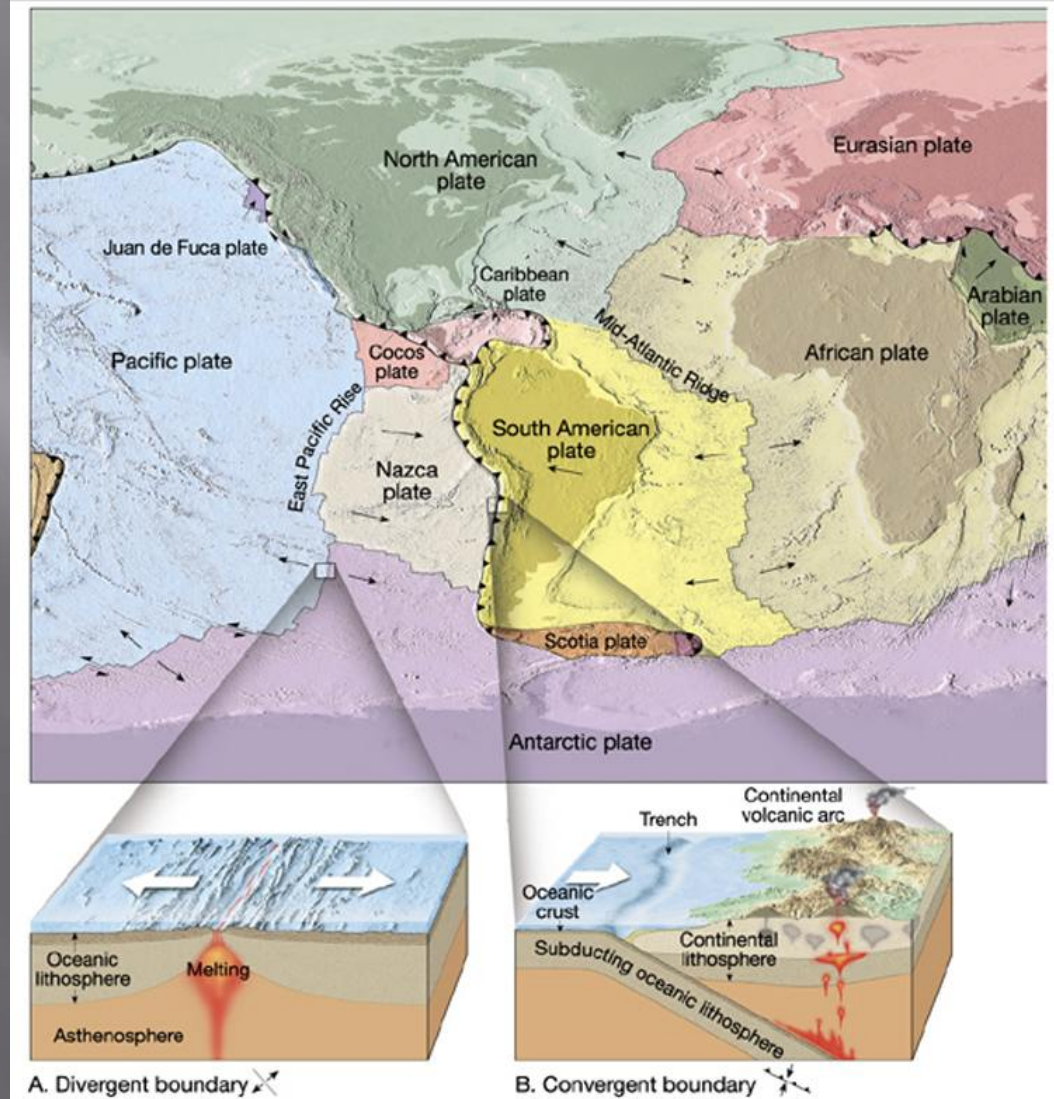 North American
plate
Eurasian plate
Juan de Fuca plate
Caribbean
plate
Arabian
plate
Pacific plate
Cocos
plate
Mid-Atlantic Ridge
African plate
East Pacific Rise
South American
plate
Nazca
plate
Scotia plate
Antarctic plate
Continental
volcanic arc
Trench
Oceanic
crust
Oceanic
lithosphere
Melting
Continental
lithosphere
Subducting oceanic lithosphere
Asthenosphere
A. Divergent boundary
B. Convergent boundary